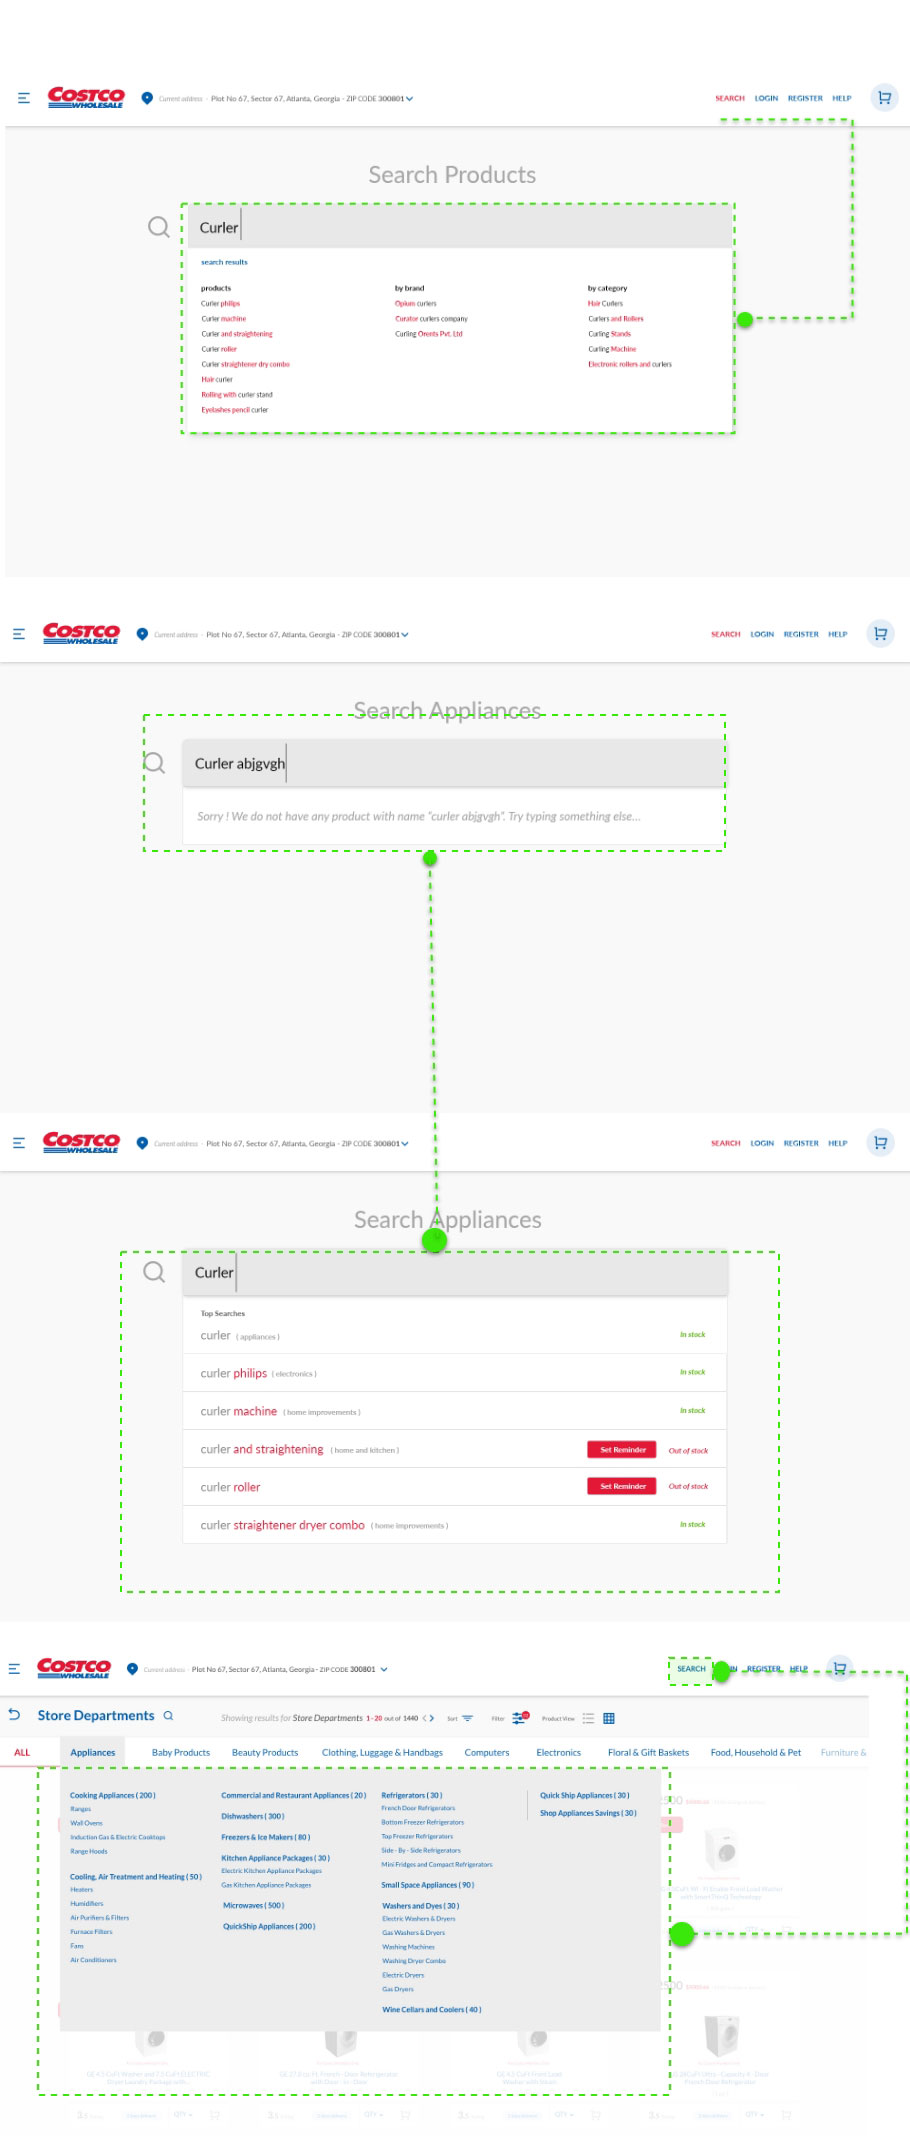 COSTCO WHOLESALE Current address - Plot No 67, Sector 67, Atlanta, Georgia - ZIP CODE 300801 SEARCH LOGIN REGISTER HELP
Search Products
Curler
search results
products by brand by category
Curler philips Opium curlers Hair Curlers
Curler machine Curator curlers company Curlers and Rollers
Curler and straightening Curling Orents Pvt. Ltd Curling Stands
Curler roller Curling Machine
Curler straightener dry combo Electronic rollers and curlers
Hair curler
Rolling with curler stand
Eyelashes pencil curler
COSTCO WHOLESALE Current address - Plot No 67, Sector 67, Atlanta, Georgia - ZIP CODE 300801 SEARCH LOGIN REGISTER HELP
Search Appliances
Curler abjgvgh
Sorry ! We do not have any product with name "curler abjgvgh". Try typing something else...
COSTCO WHOLESALE Current address - Plot No 67, Sector 67, Atlanta, Georgia - ZIP CODE 300801 SEARCH LOGIN REGISTER HELP
Search Appliances
Curler
Top Searches
curler ( appliances ) In stock
curler philips ( electronics ) In stock
curler machine ( home improvements ) In stock
curler and straightening ( home and kitchen ) Set Reminder Out of stock
curler roller Set Reminder Out of stock
curler straightener dryer combo ( home improvements ) In stock
COSTCO WHOLESALE Current address - Plot No 67, Sector 67, Atlanta, Georgia - ZIP CODE 300801 SEARCH REGISTER HELP
Store Departments Showing results for Store Departments 1-20 out of 1440 Sort Filter Product View
ALL Appliances Baby Products Beauty Products Clothing, Luggage & Handbags Computers Electronics Floral & Gift Baskets Food, Household & Pet Furniture &
Cooking Appliances ( 200 )
Ranges
Wall Ovens
Induction Gas & Electric Cooktops
Range Hoods
Cooling, Air Treatment and Heating ( 50 )
Heaters
Humidifiers
Air Purifiers & Filters
Furnace Filters
Fans
Air Conditioners
Commercial and Restaurant Appliances ( 20 )
Dishwashers ( 300 )
Freezers & Ice Makers ( 80 )
Kitchen Appliance Packages ( 30 )
Electric Kitchen Appliance Packages
Gas Kitchen Appliance Packages
Microwaves ( 500 )
QuickShip Appliances ( 200 )
Refrigerators ( 30 )
French Door Refrigerators
Bottom Freezer Refrigerators
Top Freezer Refrigerators
Side - By - Side Refrigerators
Mini Fridges and Compact Refrigerators
Small Space Appliances ( 90 )
Washers and Dyes ( 30 )
Electric Washers & Dryers
Gas Washers & Dryers
Washing Machines
Washing Dryer Combo
Electric Dryers
Gas Dryers
Wine Cellars and Coolers ( 40 )
Quick Ship Appliances ( 30 )
Shop Appliances Savings ( 30 )
3.5 QTY 3.5 QTY 3.5 QTY 3.5 QTY